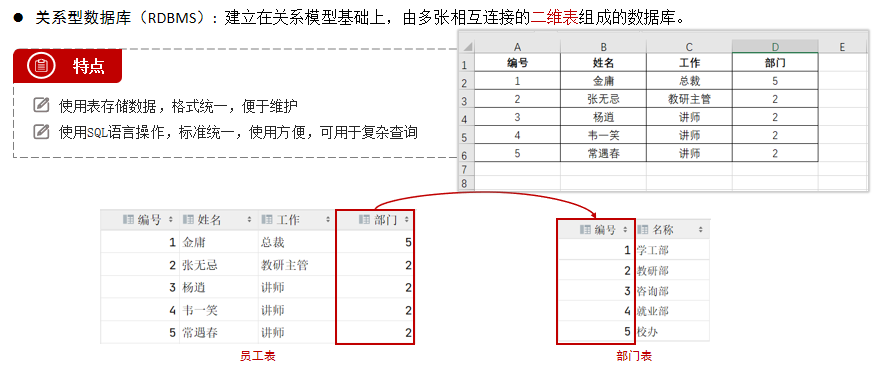 ● 关系型数据库（RDBMS）：建立在关系模型基础上，由多张相互连接的二维表组成的数据库。
特点
使用表存储数据，格式统一，便于维护
使用SQL语言操作，标准统一，使用方便，可用于复杂查询
A B C D E
1 编号 姓名 工作 部门
2 1 金庸 总裁 5
3 2 张无忌 教研主管 2
4 3 杨逍 讲师 2
5 4 韦一笑 讲师 2
6 5 常遇春 讲师 2
7
8
编号 姓名 工作 部门
1 金庸 总裁 5
2 张无忌 教研主管 2
3 杨逍 讲师 2
4 韦一笑 讲师 2
5 常遇春 讲师 2
员工表
编号 名称
1 学工部
2 教研部
3 咨询部
4 就业部
5 校办
部门表